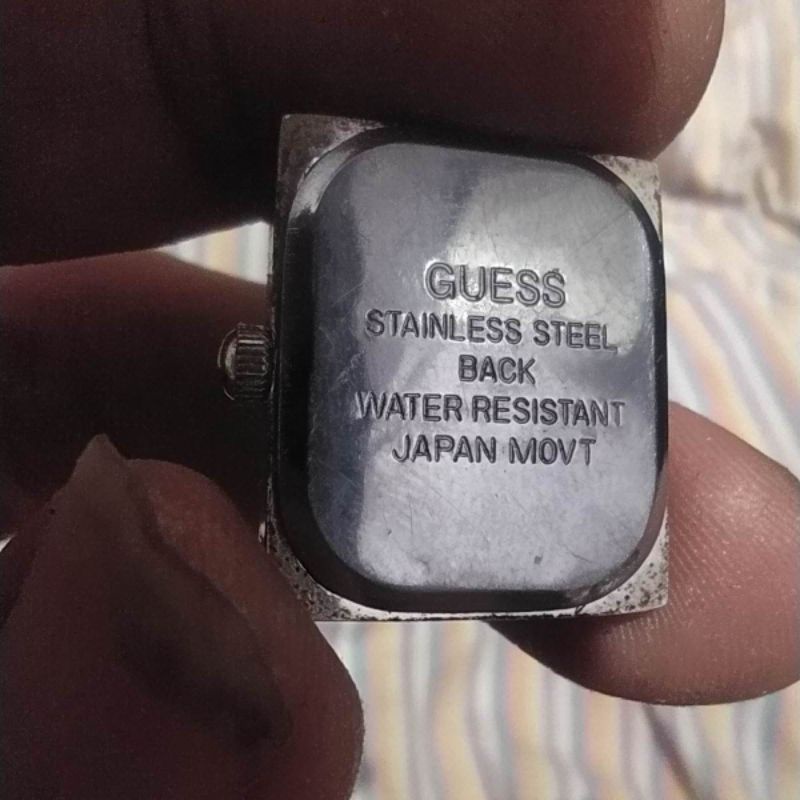 GUESS
STAINLESS STEEL
BACK
WATER RESISTANT
JAPAN MOVT